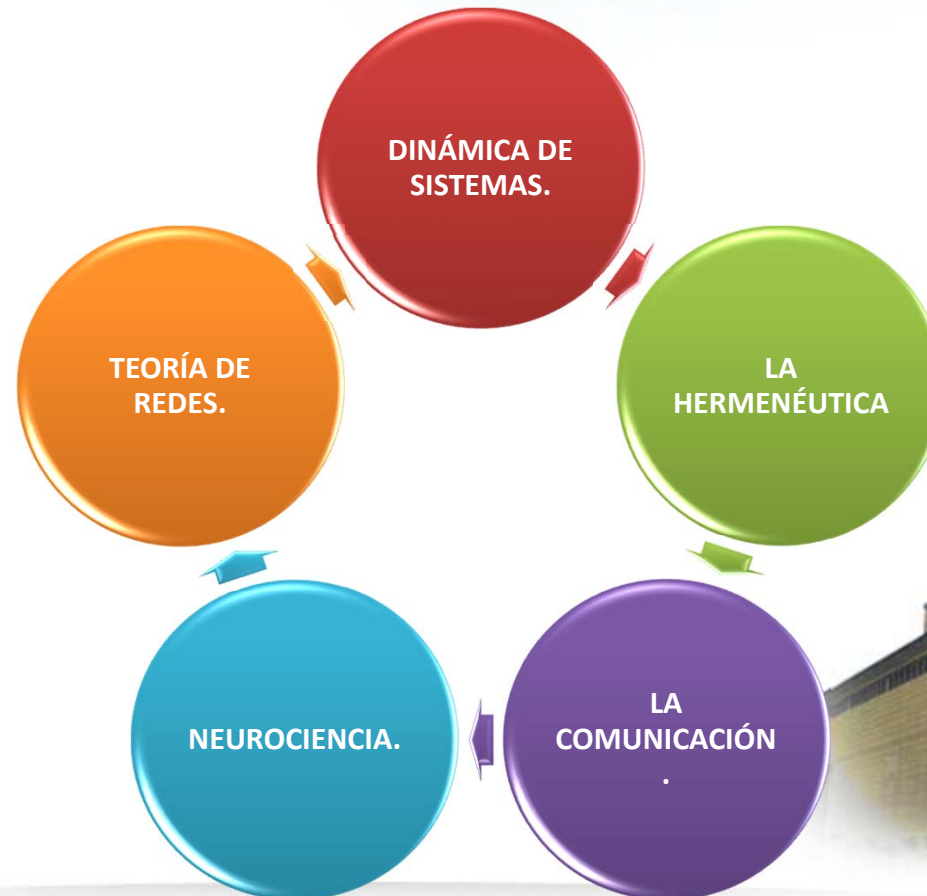 DINÁMICA DE
SISTEMAS.
LA
HERMENÉUTICA
LA
COMUNICACIÓN
.
NEUROCIENCIA.
TEORÍA DE
REDES.